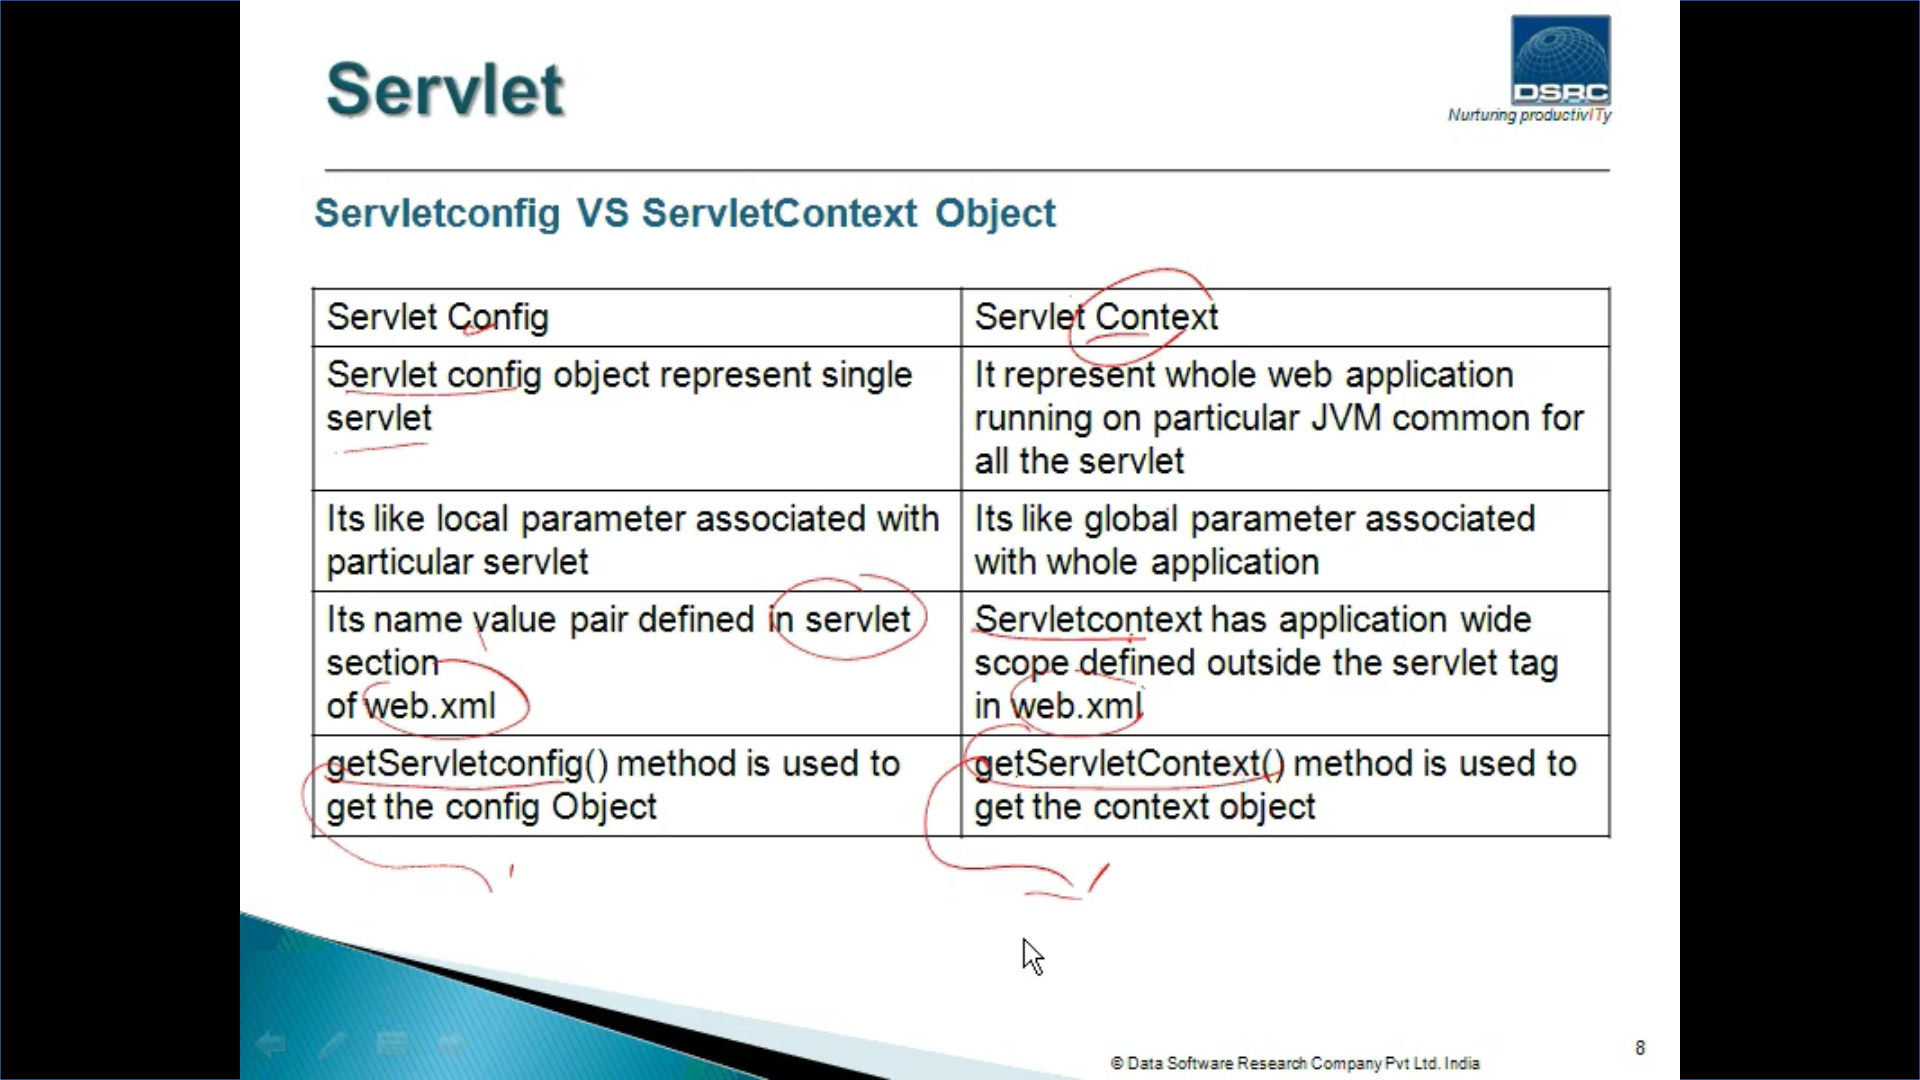 Servlet
DSRC
Nurturing productivITy
Servletconfig VS ServletContext Object
Servlet Config
Servlet Context
Servlet config object represent single
servlet
It represent whole web application
running on particular JVM common for
all the servlet
Its like local parameter associated with
particular servlet
Its like global parameter associated
with whole application
Its name value pair defined in servlet
section
of web.xml
Servletcontext has application wide
scope defined outside the servlet tag
in web.xml
getServletconfig() method is used to
get the config Object
getServletContext() method is used to
get the context object
© Data Software Research Company Pvt Ltd. India
8